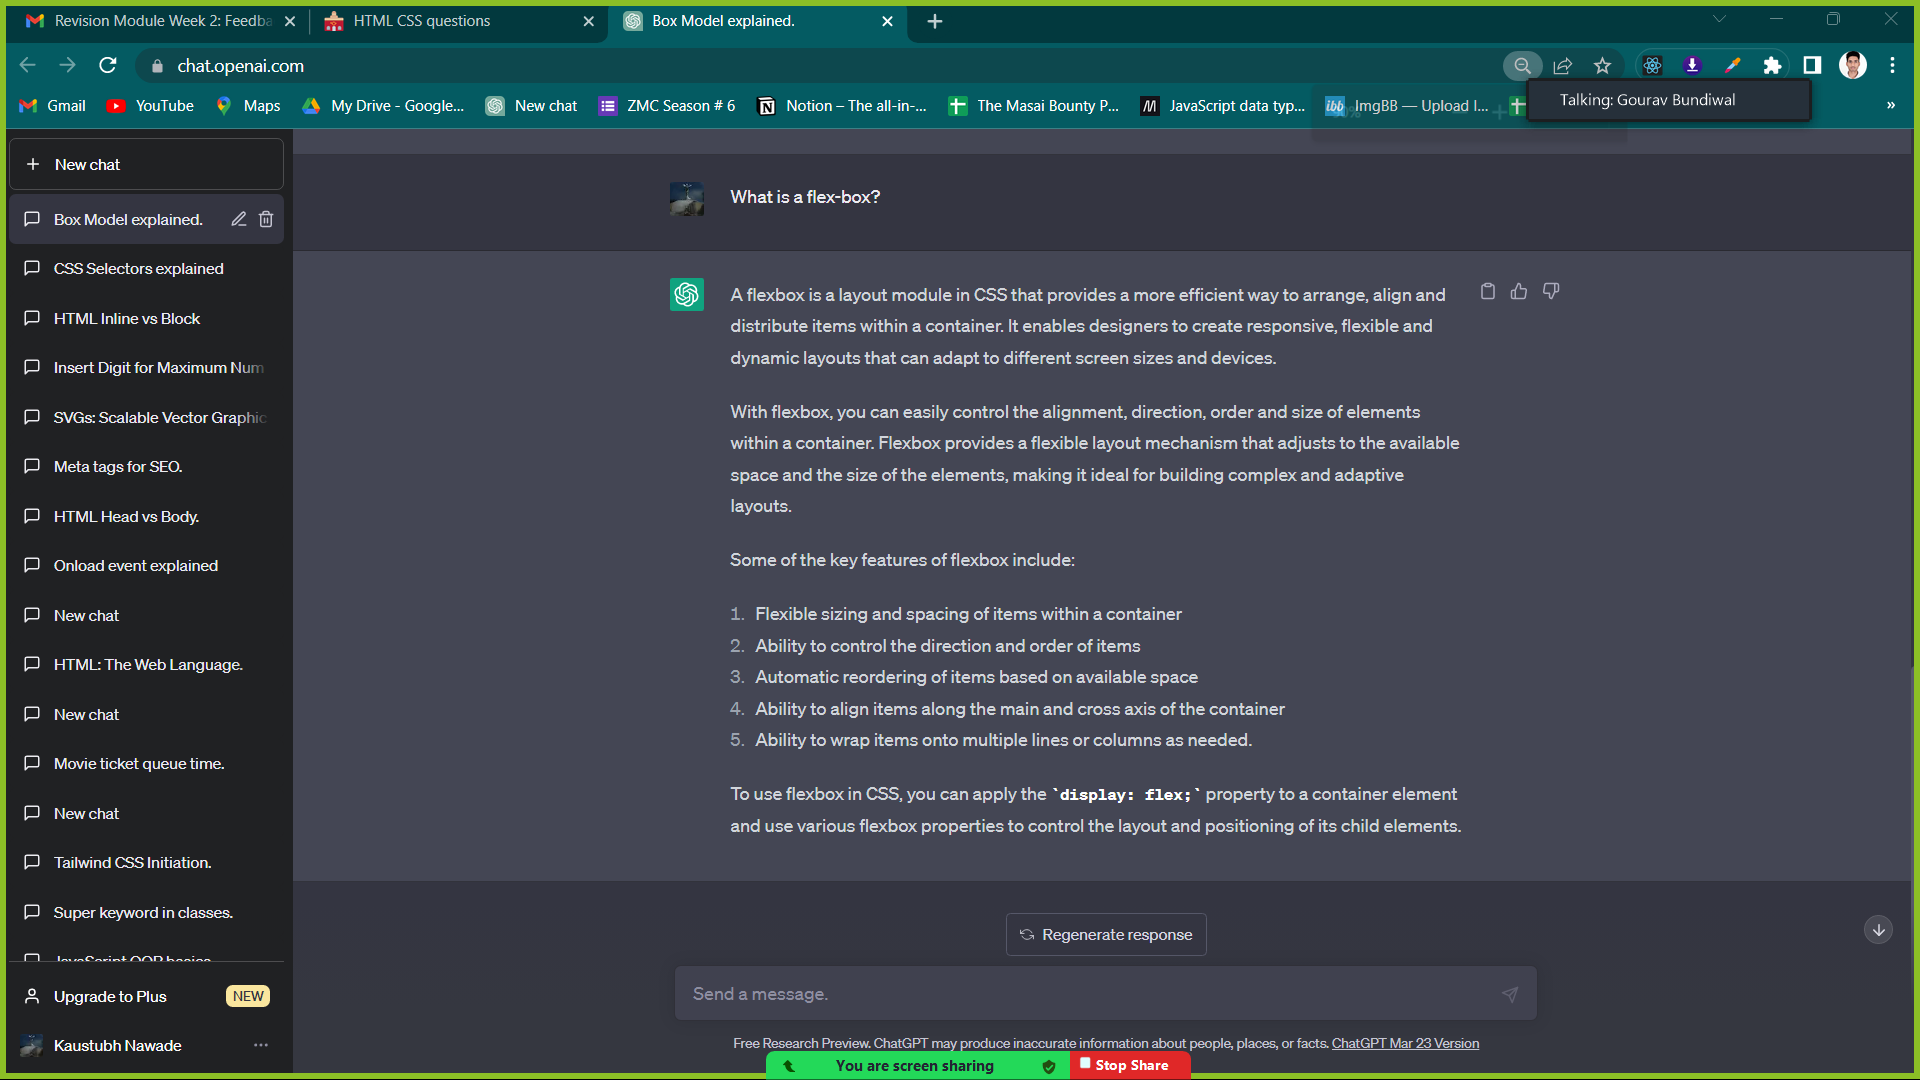 Revision Module Week 2: Feedba
HTML CSS questions
Box Model explained.
chat.openai.com
Talking: Gourav Bundiwal
Gmail
YouTube
Maps
My Drive - Google...
New chat
ZMC Season # 6
Notion – The all-in-...
The Masai Bounty P...
JavaScript data typ...
ImgBB — Upload I...
New chat
Box Model explained.
CSS Selectors explained
HTML Inline vs Block
Insert Digit for Maximum Num
SVGs: Scalable Vector Graphic
Meta tags for SEO.
HTML Head vs Body.
Onload event explained
New chat
HTML: The Web Language.
New chat
Movie ticket queue time.
New chat
Tailwind CSS Initiation.
Super keyword in classes.
JavaScript OOP basics
Upgrade to Plus NEW
Kaustubh Nawade
What is a flex-box?
A flexbox is a layout module in CSS that provides a more efficient way to arrange, align and
distribute items within a container. It enables designers to create responsive, flexible and
dynamic layouts that can adapt to different screen sizes and devices.
With flexbox, you can easily control the alignment, direction, order and size of elements
within a container. Flexbox provides a flexible layout mechanism that adjusts to the available
space and the size of the elements, making it ideal for building complex and adaptive
layouts.
Some of the key features of flexbox include:
1. Flexible sizing and spacing of items within a container
2. Ability to control the direction and order of items
3. Automatic reordering of items based on available space
4. Ability to align items along the main and cross axis of the container
5. Ability to wrap items onto multiple lines or columns as needed.
To use flexbox in CSS, you can apply the `display: flex;` property to a container element
and use various flexbox properties to control the layout and positioning of its child elements.
Regenerate response
Send a message.
Free Research Preview. ChatGPT may produce inaccurate information about people, places, or facts. ChatGPT Mar 23 Version
You are screen sharing
Stop Share